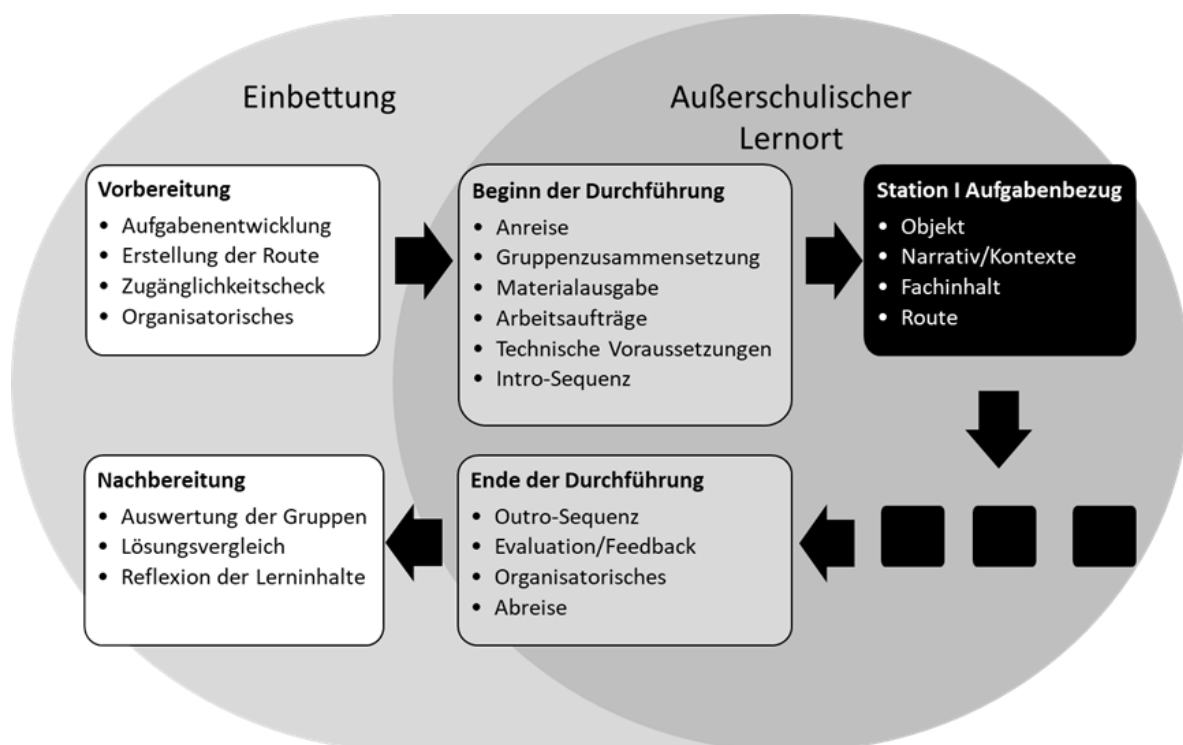 Einbettung
Außerschulischer
Lernort
Vorbereitung
• Aufgabenentwicklung
• Erstellung der Route
• Zugänglichkeitscheck
• Organisatorisches
Beginn der Durchführung
• Anreise
• Gruppenzusammensetzung
• Materialausgabe
• Arbeitsaufträge
• Technische Voraussetzungen
• Intro-Sequenz
Station I Aufgabenbezug
• Objekt
• Narrativ/Kontexte
• Fachinhalt
• Route
Ende der Durchführung
• Outro-Sequenz
• Evaluation/Feedback
• Organisatorisches
• Abreise
Nachbereitung
• Auswertung der Gruppen
• Lösungsvergleich
• Reflexion der Lerninhalte